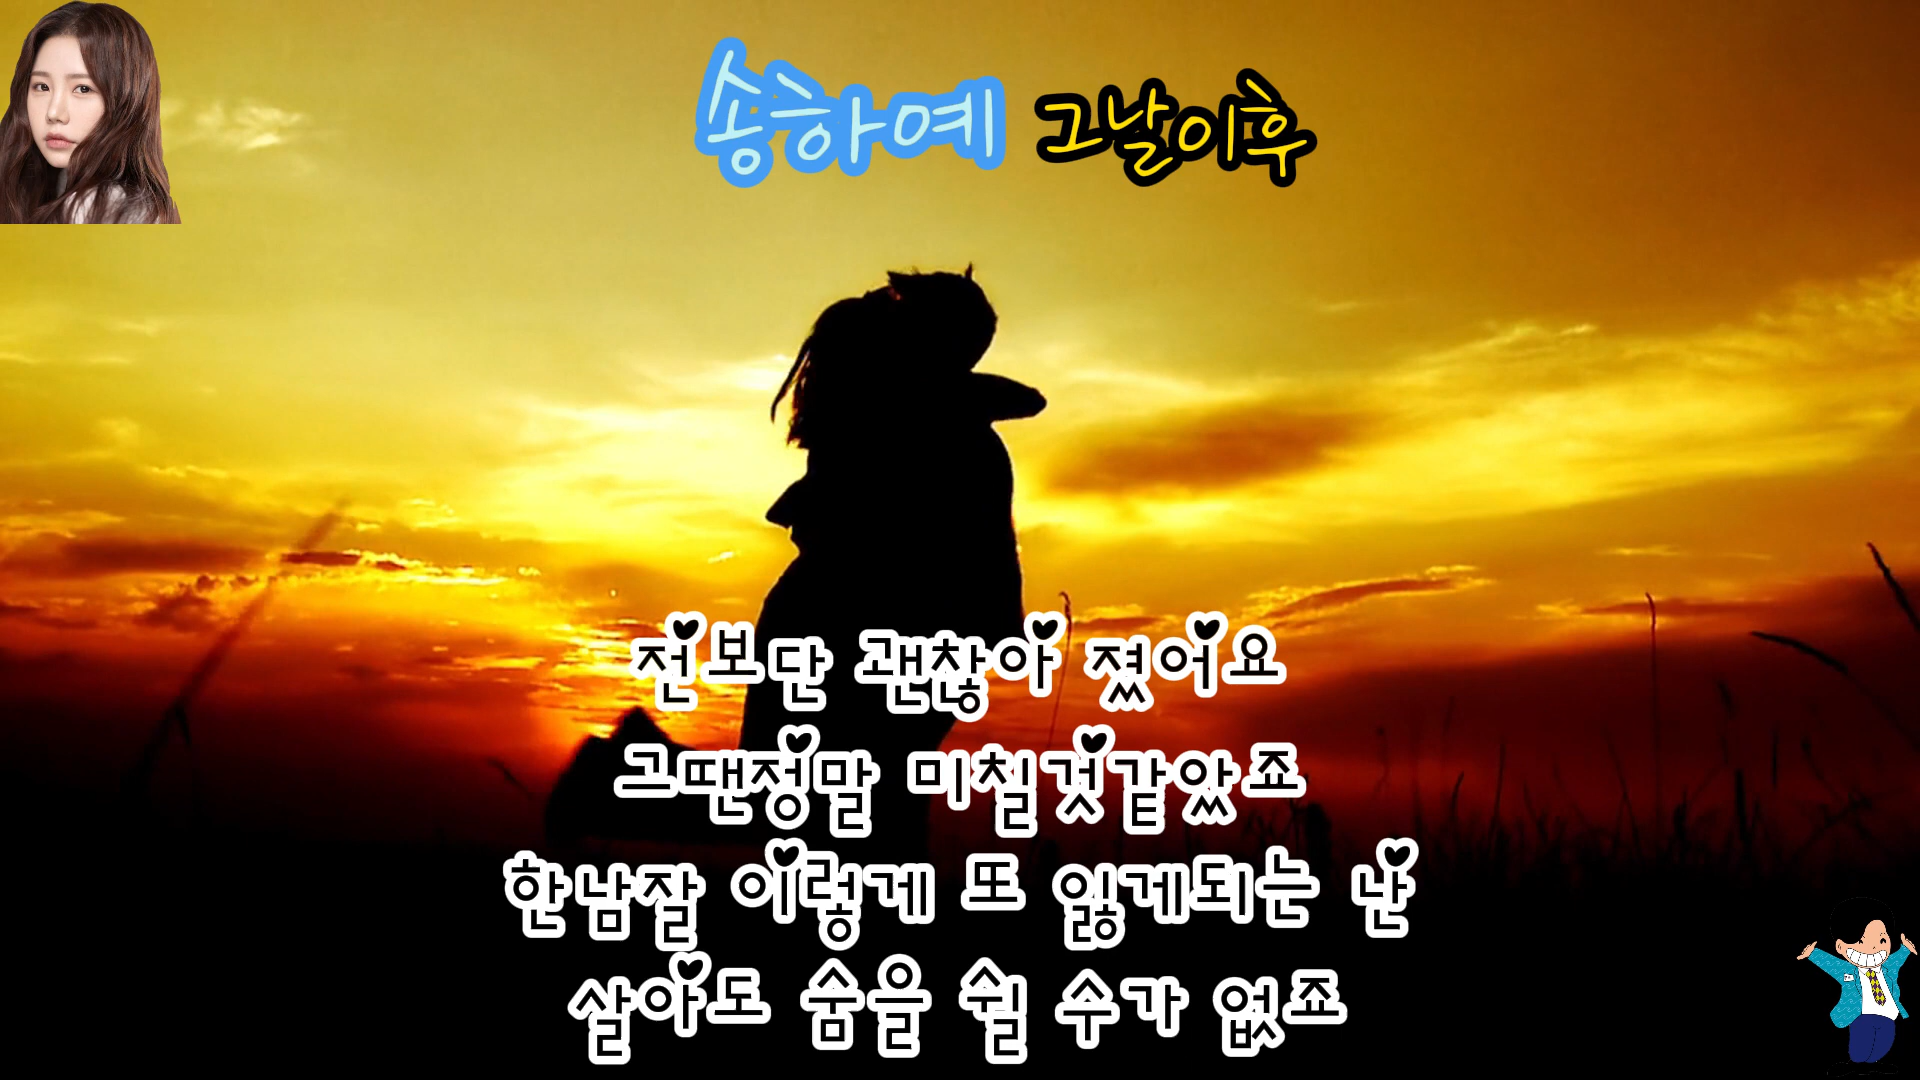 송하예 그날이후
전보단 괜찮아 졌어요
그땐정말 미칠것같았죠
한남잘 이렇게 또 잃게되는 난
살아도 숨을 쉴 수가 없죠